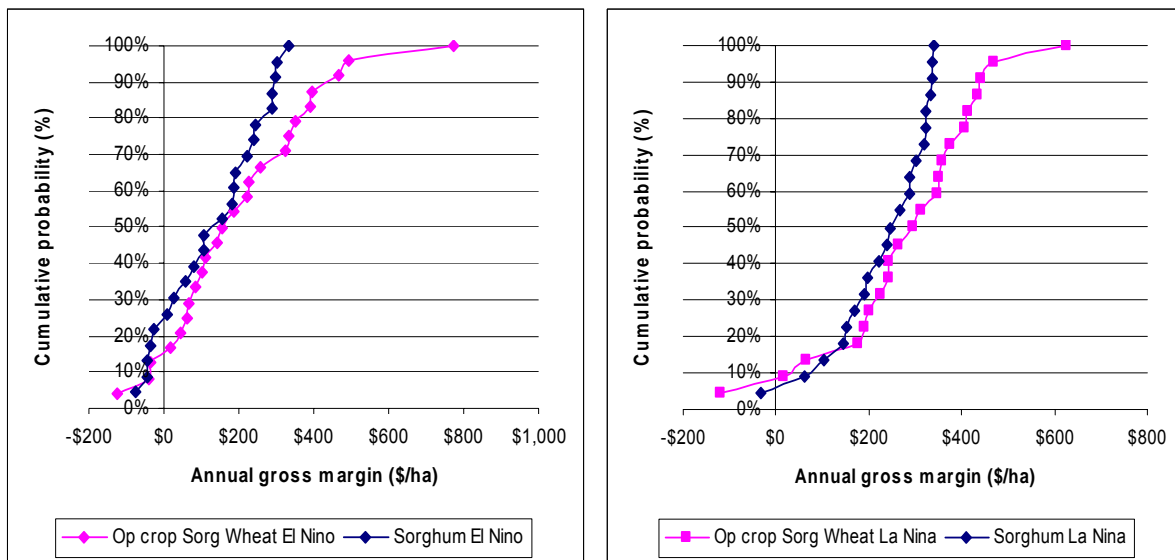 100%
90%
80%
70%
60%
50%
40%
30%
20%
10%
0%
Cumulative probability (%)
-$200 $0 $200 $400 $600 $800 $1,000
Annual gross margin ($/ha)
Op crop Sorg Wheat El Nino Sorghum El Nino
100%
90%
80%
70%
60%
50%
40%
30%
20%
10%
0%
Cumulative probability (%)
-$200 $0 $200 $400 $600 $800
Annual gross margin ($/ha)
Op crop Sorg Wheat La Nina Sorghum La Nina